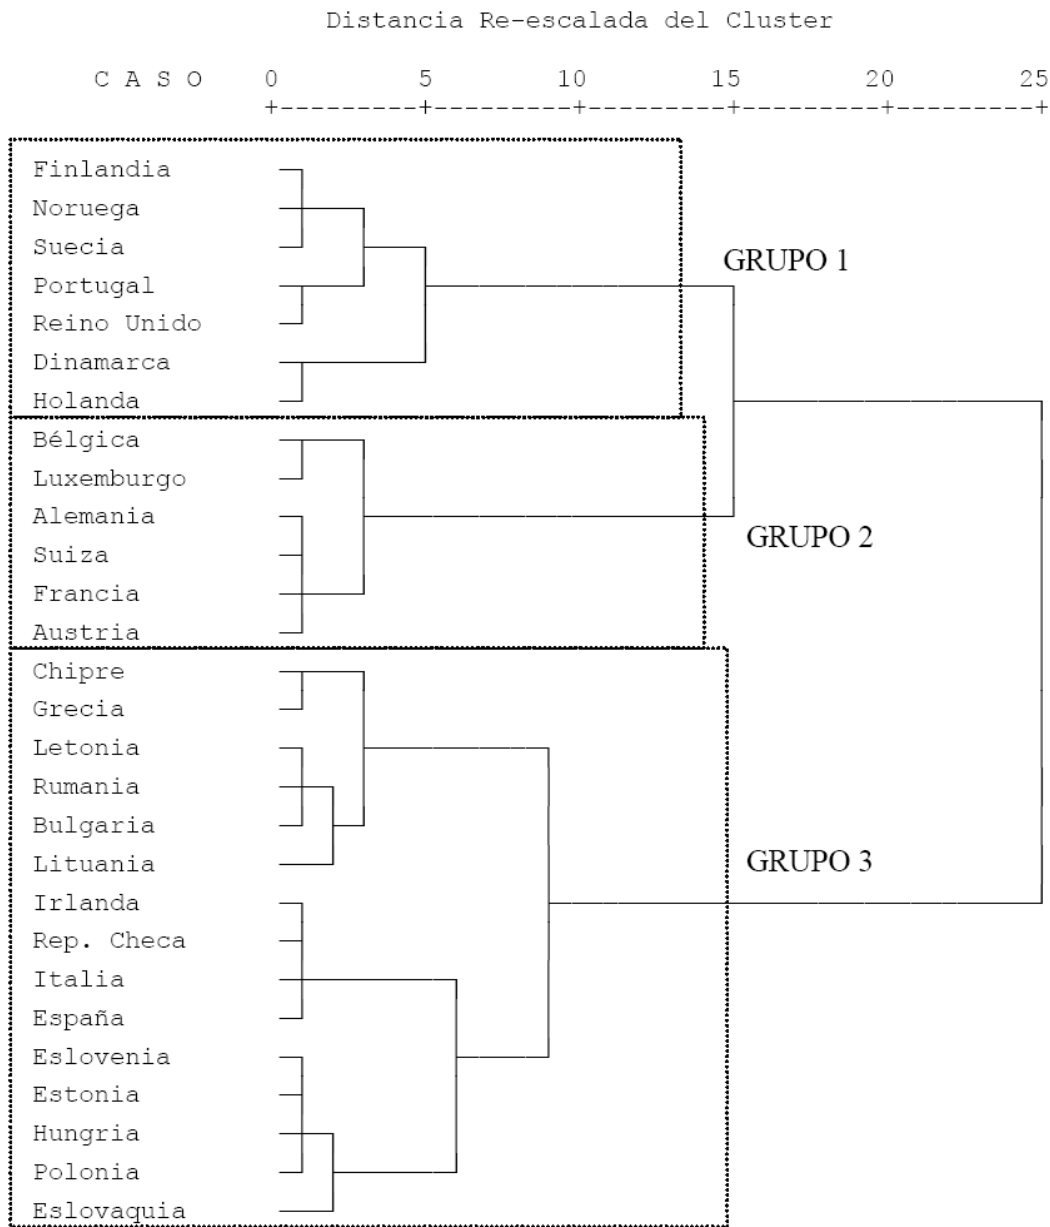 Distancia Re-escalada del Cluster
C A S O 0 5 10 15 20 25
+---------+---------+---------+---------+---------+
Finlandia
Noruega
Suecia
GRUPO 1
Portugal
Reino Unido
Dinamarca
Holanda
Bélgica
Luxemburgo
Alemania
GRUPO 2
Suiza
Francia
Austria
Chipre
Grecia
Letonia
Rumania
Bulgaria
Lituania
GRUPO 3
Irlanda
Rep. Checa
Italia
España
Eslovenia
Estonia
Hungria
Polonia
Eslovaquia